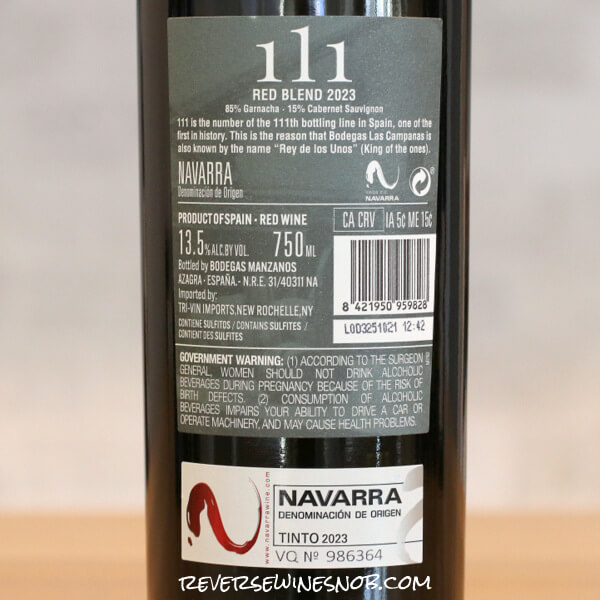 111
RED BLEND 2023
85% Garnacha - 15% Cabernet Sauvignon
111 is the number of the 111th bottling line in Spain, one of the
first in history. This is the reason that Bodegas Las Campanas is
also known by the name "Rey de los Unos" (King of the ones).
NAVARRA
Denominación de Origen
NAVARRA
®
PRODUCT OF SPAIN - RED WINE
CA CRV IA 5¢ ME 15¢
13.5% ALC.BY VOL. 750 ML
Bottled by BODEGAS MANZANOS
AZAGRA - ESPAÑA.- N.R.E. 31/40311 NA
Imported by:
TRI-VIN IMPORTS.NEW ROCHELLE,NY
8 421950 959828
CONTIENE SULFITOS / CONTAINS SULFITES /
CONTIENT DES SULFITES
L0D3251021 12:42
GOVERNMENT WARNING: (1) ACCORDING TO THE SURGEON
GENERAL, WOMEN SHOULD NOT DRINK ALCOHOLIC
BEVERAGES DURING PREGNANCY BECAUSE OF THE RISK OF
BIRTH DEFECTS. (2) CONSUMPTION OF ALCOHOLIC
BEVERAGES IMPAIRS YOUR ABILITY TO DRIVE A CAR OR
OPERATE MACHINERY, AND MAY CAUSE HEALTH PROBLEMS.
www.navarrawine.com
NAVARRA
DENOMINACIÓN DE ORIGEN
TINTO 2023
VQ Nº 986364
REVERSEWINESNOB.COM